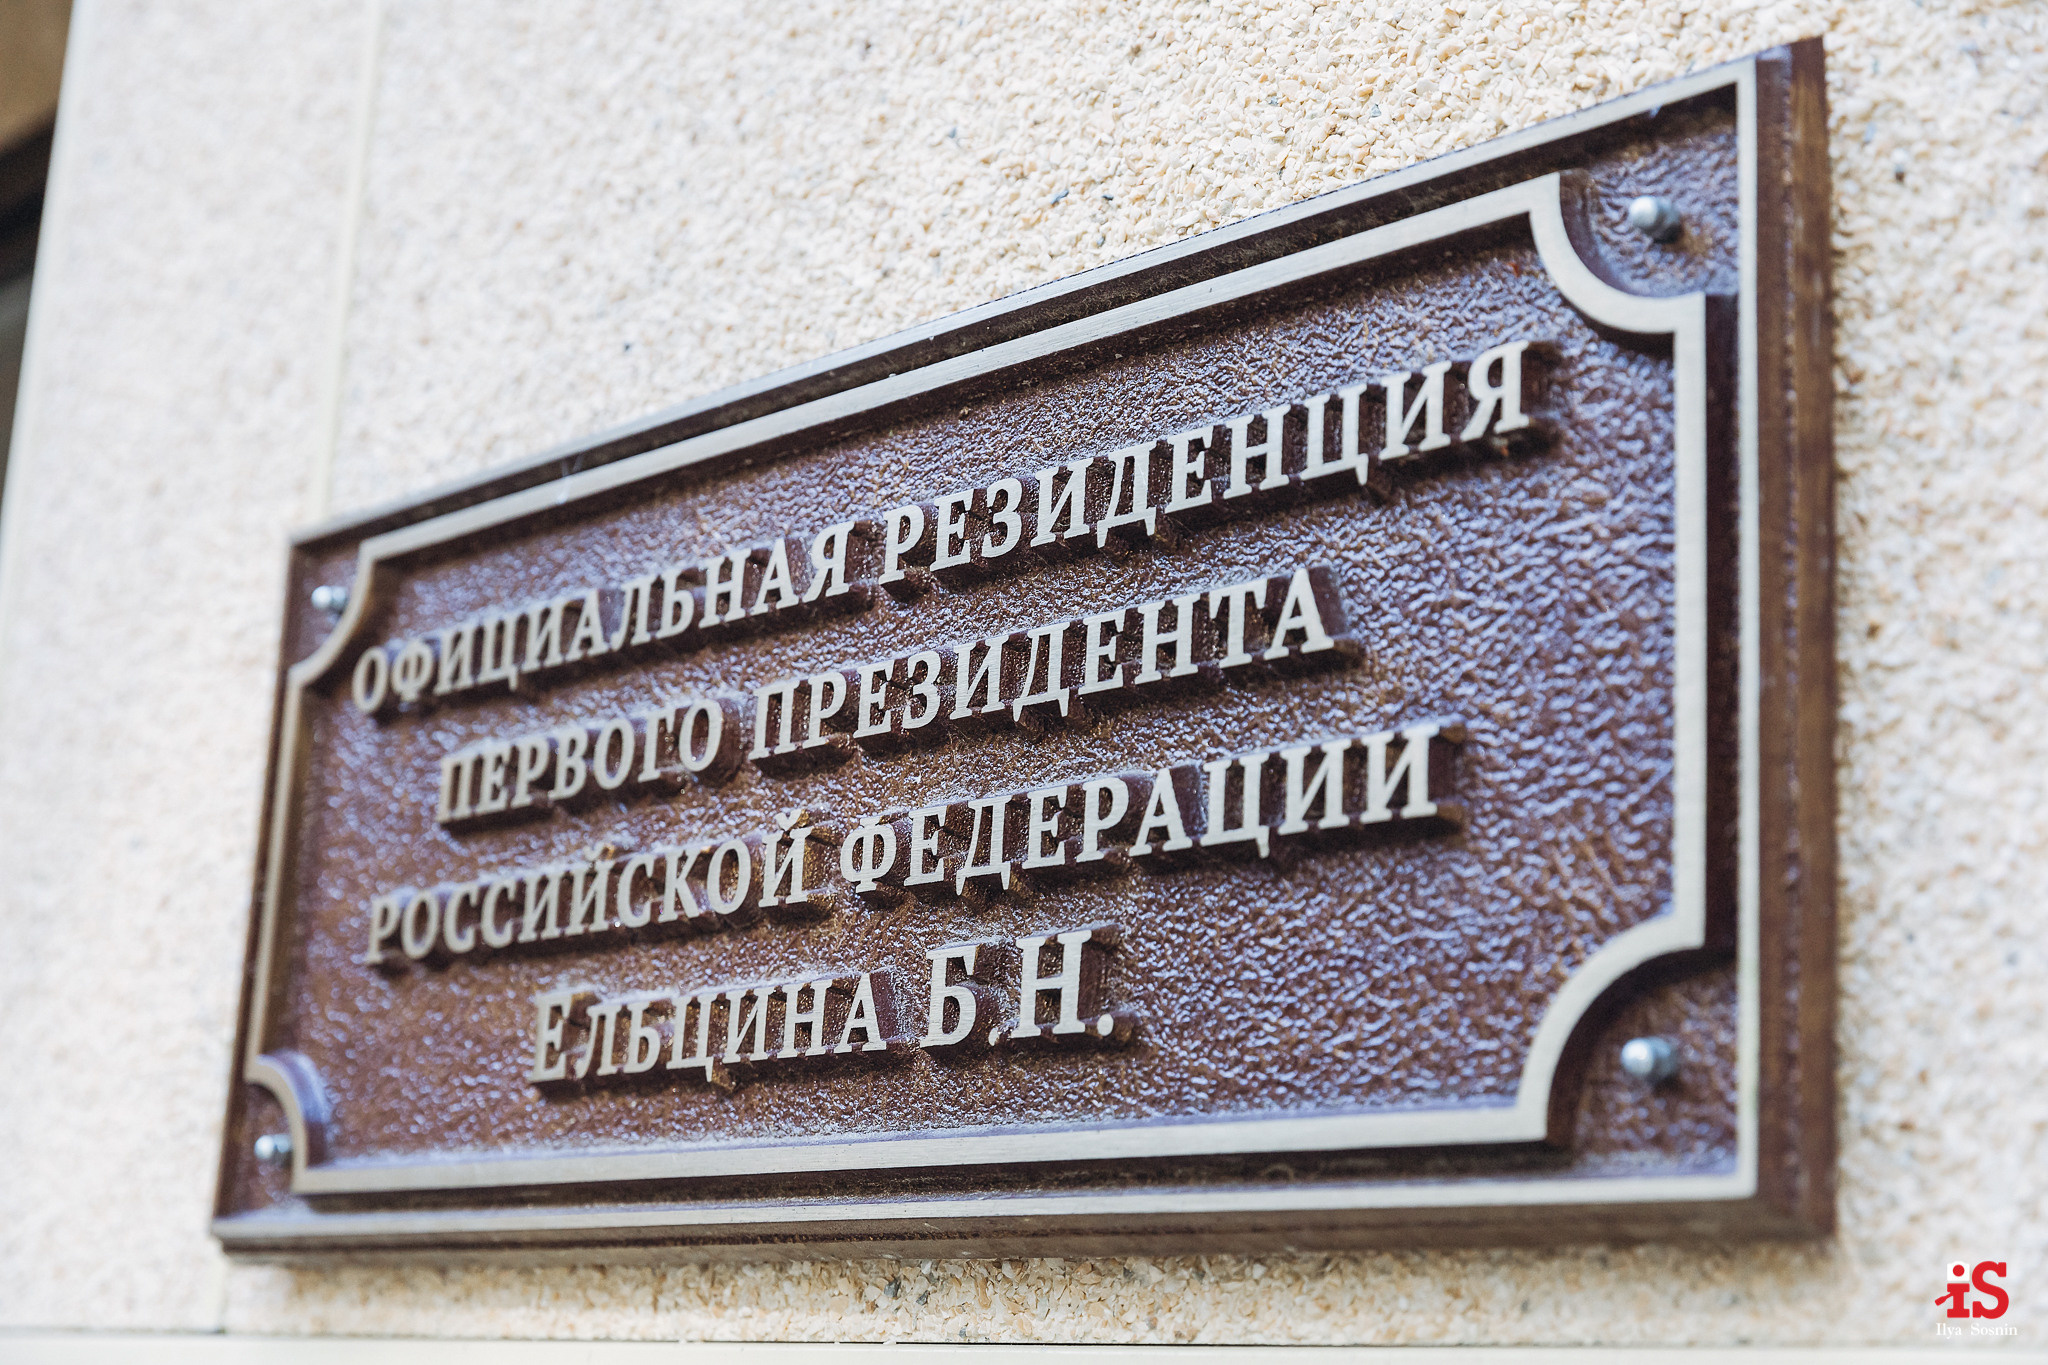 ОФИЦИАЛЬНАЯ РЕЗИДЕНЦИЯ
ПЕРВОГО ПРЕЗИДЕНТА
РОССИЙСКОЙ ФЕДЕРАЦИИ
ЕЛЬЦИНА Б.Н.
iS
Ilya Sosnin